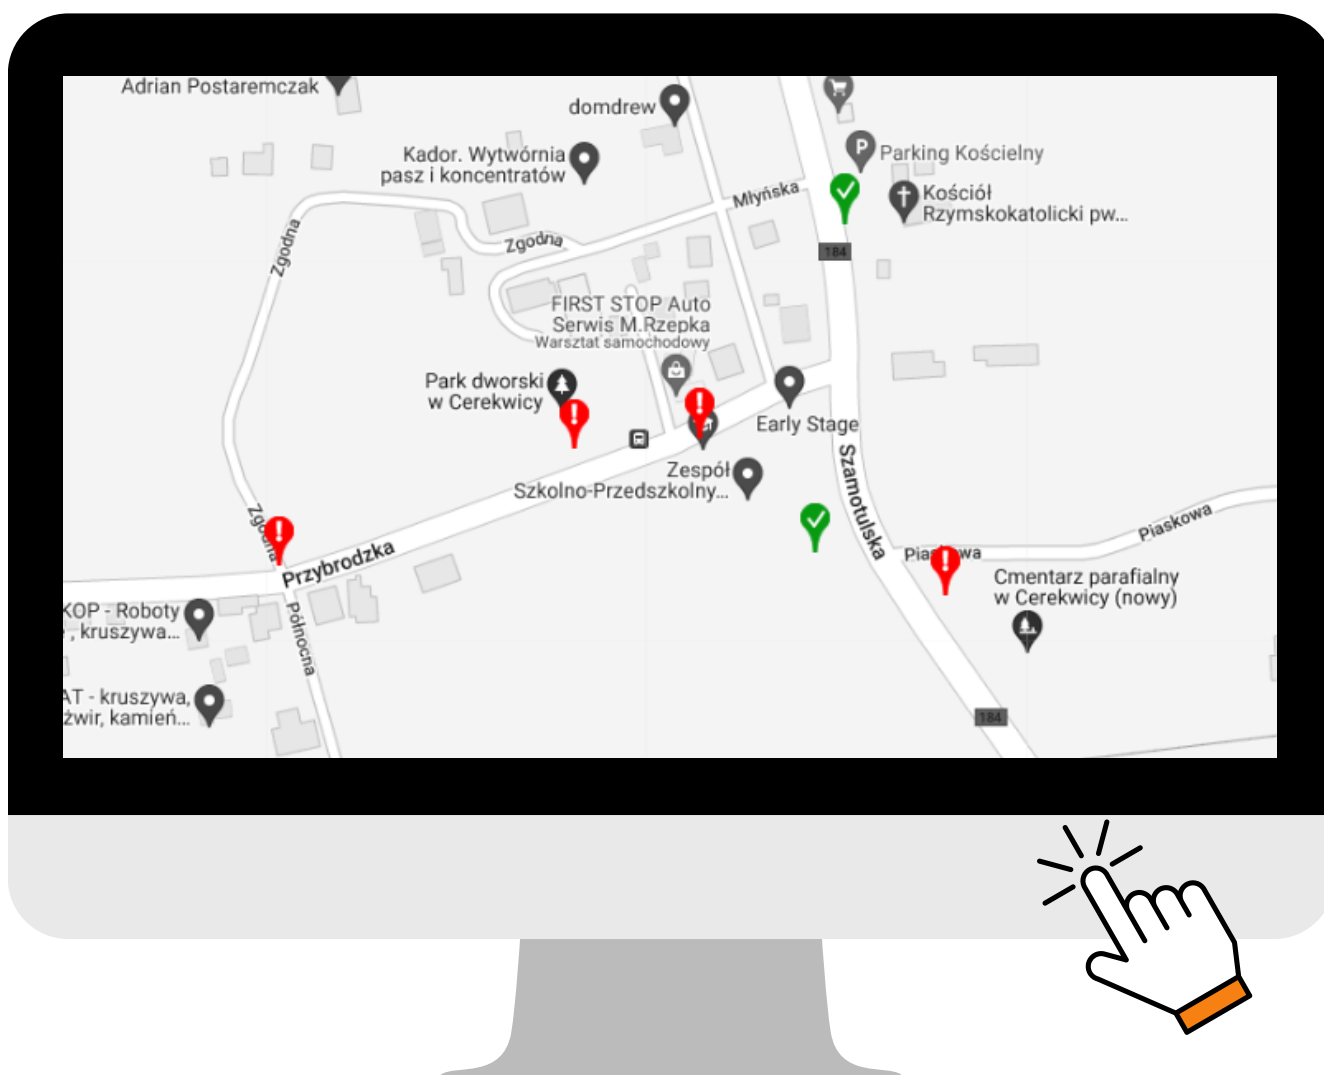 Adrian Postaremczak
domdrew
Kador. Wytwórnia
pasz i koncentratów
P
Parking Kościelny
Młyńska
Kościół
Rzymskokatolicki pw...
Zgodna
Zgodna
184
FIRST STOP Auto
Serwis M.Rzepka
Warsztat samochodowy
Park dworski
w Cerekwicy
Early Stage
Zespół
Szkolno-Przedszkolny...
Szamotulska
Zgodna
Piaskowa
Piaskowa
Przybrodzka
Cmentarz parafialny
w Cerekwicy (nowy)
KOP - Roboty
, kruszywa...
Północna
AT - kruszywa,
żwir, kamień...
184